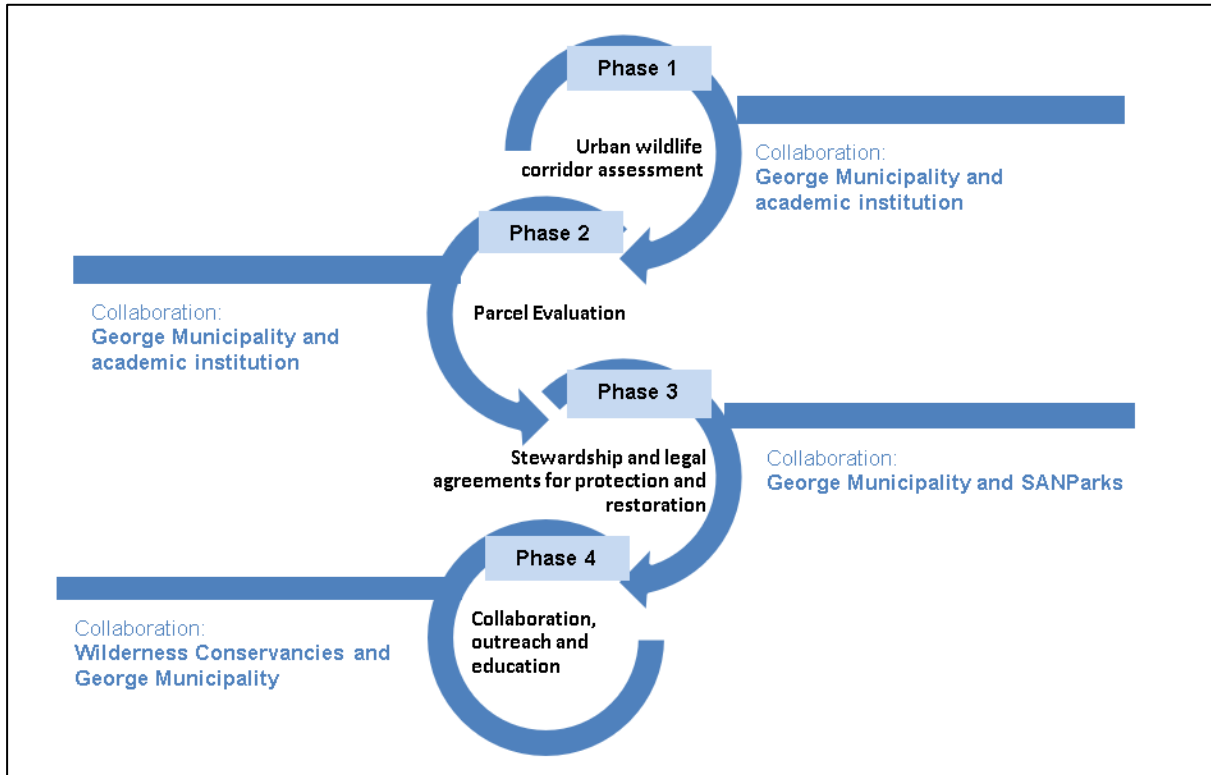 Phase 1
Urban wildlife
corridor assessment
Collaboration:
George Municipality and
academic institution
Phase 2
Parcel Evaluation
Collaboration:
George Municipality and
academic institution
Phase 3
Stewardship and legal
agreements for protection and
restoration
Collaboration:
George Municipality and SANParks
Phase 4
Collaboration,
outreach and
education
Collaboration:
Wilderness Conservancies and
George Municipality